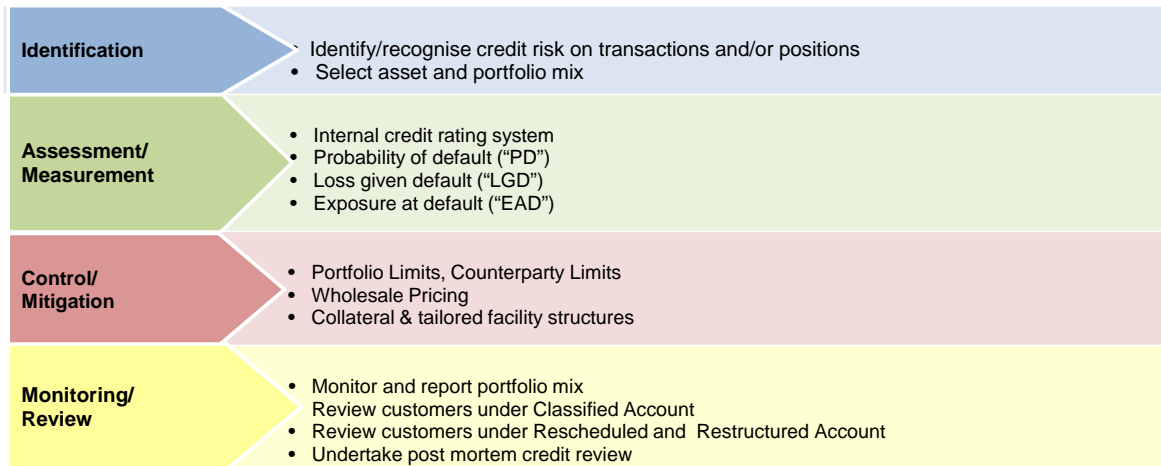 Identification
• Identify/recognise credit risk on transactions and/or positions
• Select asset and portfolio mix
Assessment/
Measurement
• Internal credit rating system
• Probability of default (“PD”)
• Loss given default (“LGD”)
• Exposure at default (“EAD”)
Control/
Mitigation
• Portfolio Limits, Counterparty Limits
• Wholesale Pricing
• Collateral & tailored facility structures
Monitoring/
Review
• Monitor and report portfolio mix
Review customers under Classified Account
• Review customers under Rescheduled and Restructured Account
• Undertake post mortem credit review